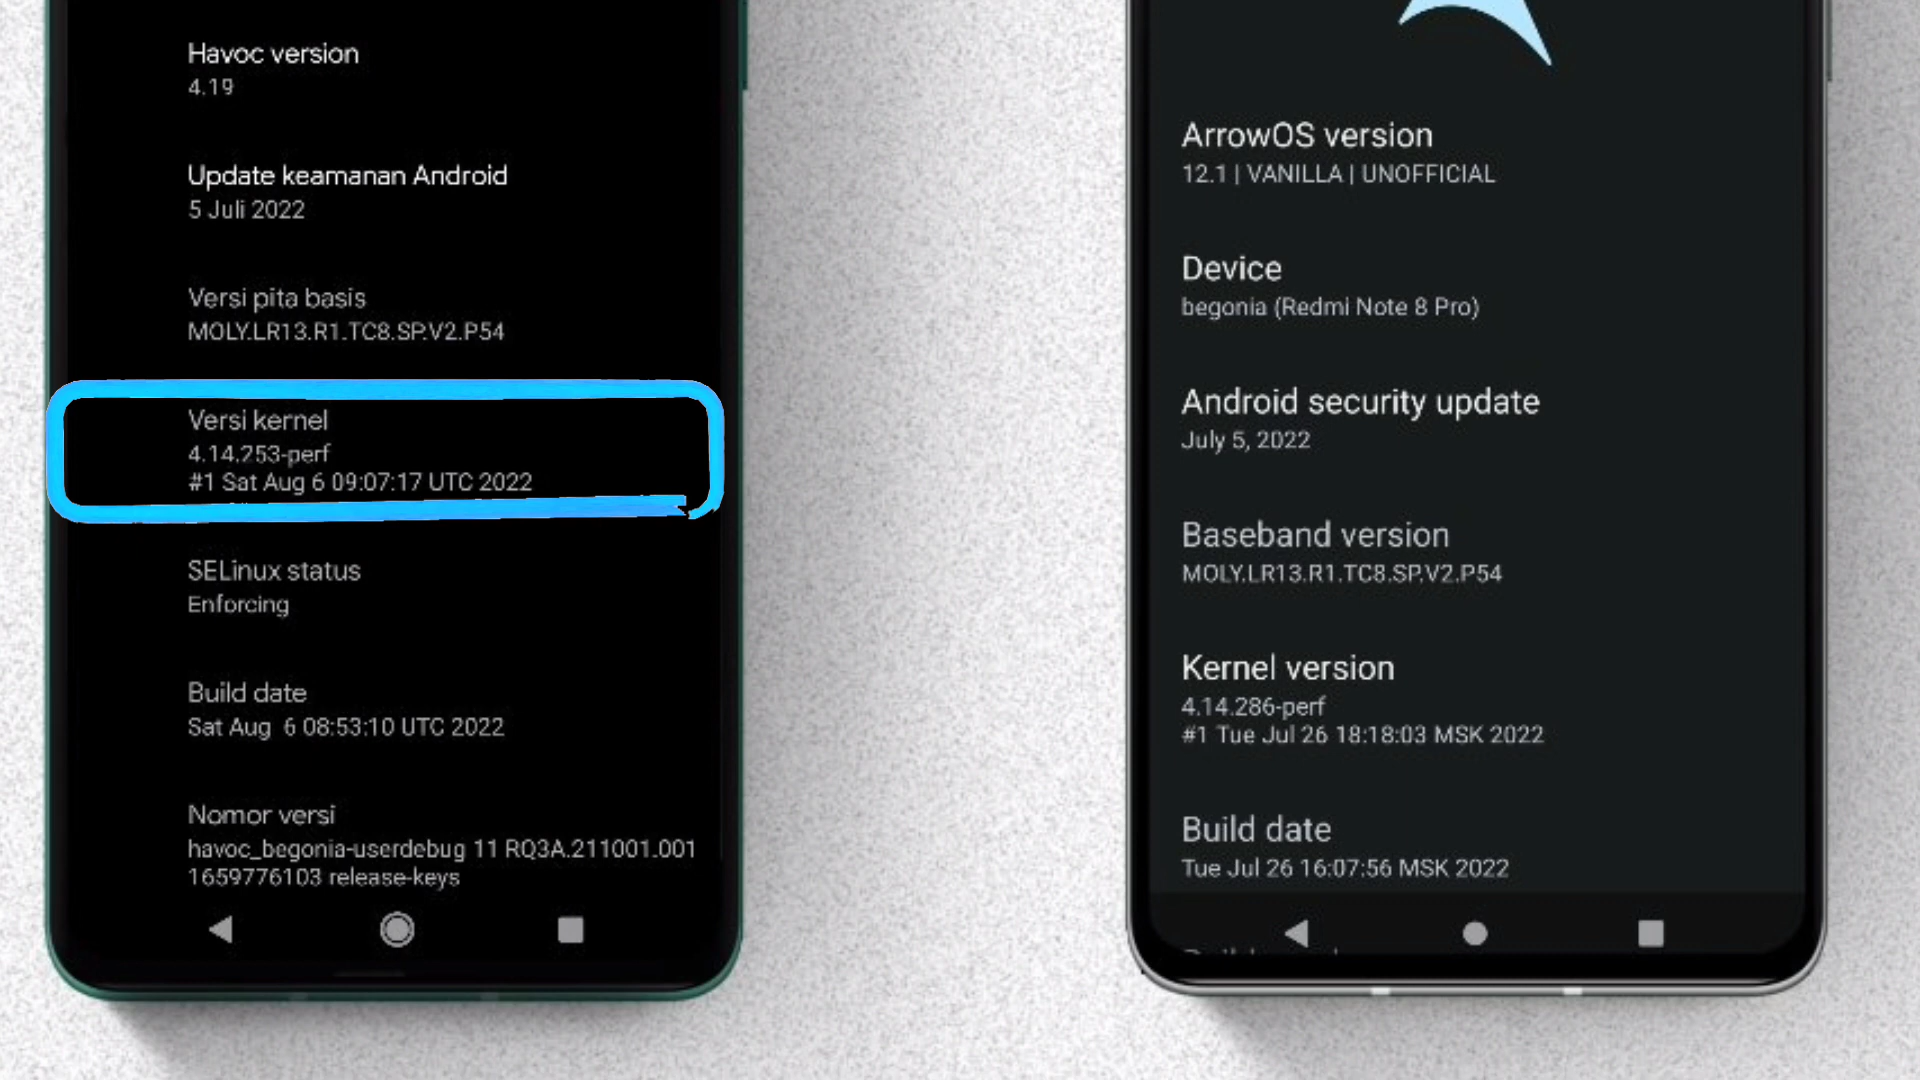 Havoc version
4.19
Update keamanan Android
5 Juli 2022
Versi pita basis
MOLY.LR13.R1.TC8.SP.V2.P54
Versi kernel
4.14.253-perf
#1 Sat Aug 6 09:07:17 UTC 2022
SELinux status
Enforcing
Build date
Sat Aug  6 08:53:10 UTC 2022
Nomor versi
havoc_begonia-userdebug 11 RQ3A.211001.001
1659776103 release-keys
ArrowOS version
12.1 | VANILLA | UNOFFICIAL
Device
begonia (Redmi Note 8 Pro)
Android security update
July 5, 2022
Baseband version
MOLY.LR13.R1.TC8.SP.V2.P54
Kernel version
4.14.286-perf
#1 Tue Jul 26 18:18:03 MSK 2022
Build date
Tue Jul 26 16:07:56 MSK 2022